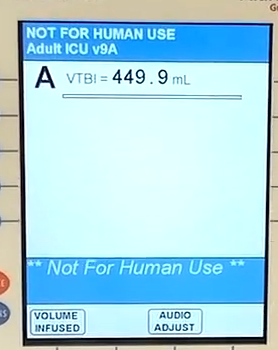 NOT FOR HUMAN USE
Adult ICU v9A
A VTBI = 449.9 mL
** Not For Human Use **
VOLUME
INFUSED
AUDIO
ADJUST